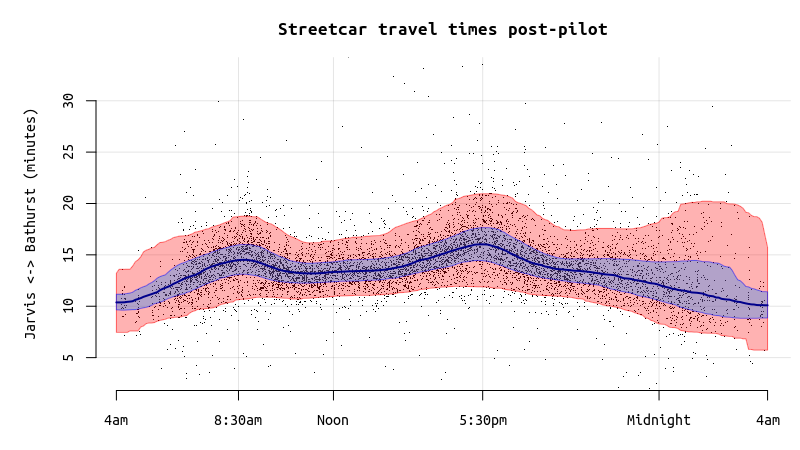 Streetcar travel times post-pilot
Jarvis <-> Bathurst (minutes)
30
25
20
15
10
5
4am 8:30am Noon 5:30pm Midnight 4am